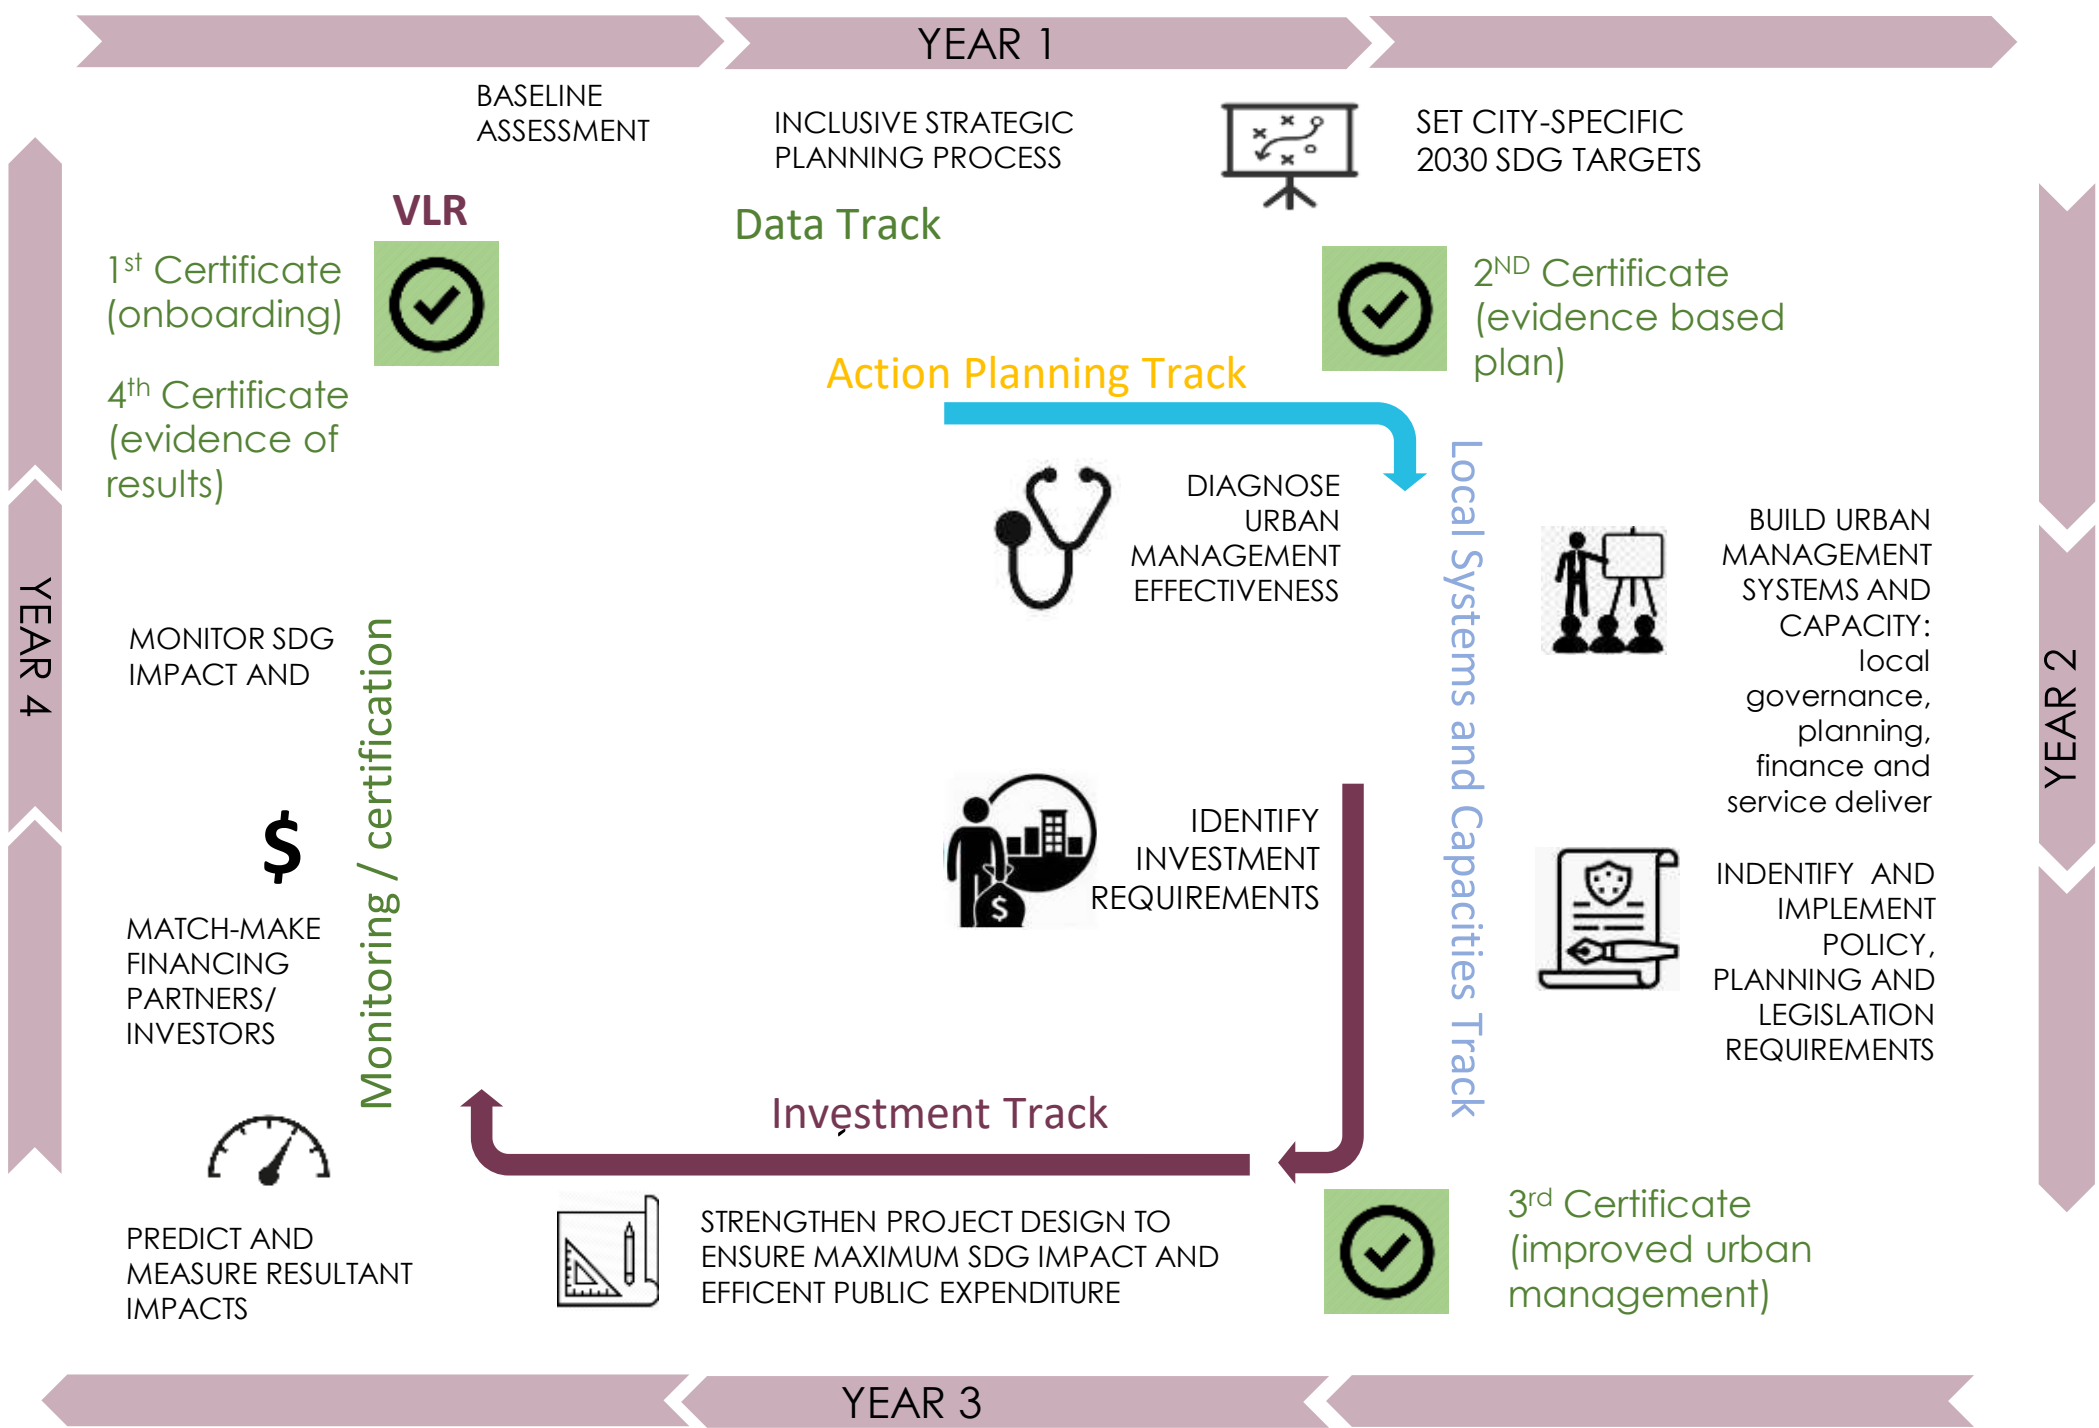 YEAR 1
BASELINE
ASSESSMENT
INCLUSIVE STRATEGIC
PLANNING PROCESS
SET CITY-SPECIFIC
2030 SDG TARGETS
VLR
Data Track
1st Certificate
(onboarding)
2ND Certificate
(evidence based
plan)
4th Certificate
(evidence of
results)
Action Planning Track
DIAGNOSE
URBAN
MANAGEMENT
EFFECTIVENESS
Local Systems and Capacities Track
BUILD URBAN
MANAGEMENT
SYSTEMS AND
CAPACITY:
local
governance,
planning,
finance and
service deliver
YEAR 2
YEAR 4
MONITOR SDG
IMPACT AND
Monitoring / certification
$
IDENTIFY
INVESTMENT
REQUIREMENTS
$
INDENTIFY AND
IMPLEMENT
POLICY,
PLANNING AND
LEGISLATION
REQUIREMENTS
MATCH-MAKE
FINANCING
PARTNERS/
INVESTORS
Investment Track
,
PREDICT AND
MEASURE RESULTANT
IMPACTS
STRENGTHEN PROJECT DESIGN TO
ENSURE MAXIMUM SDG IMPACT AND
EFFICENT PUBLIC EXPENDITURE
3rd Certificate
(improved urban
management)
YEAR 3